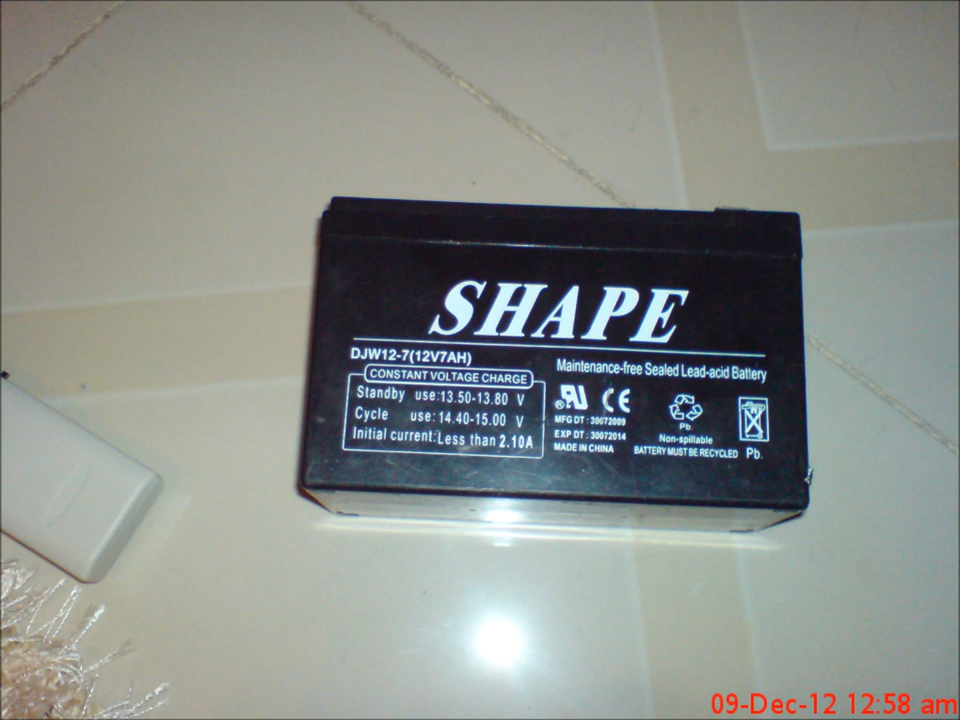 SHAPE
DJW12-7(12V7AH)
CONSTANT VOLTAGE CHARGE
Standby use:13.50-13.80 V
Cycle use:14.40-15.00 V
Initial current:Less than 2.10A
Maintenance-free Sealed Lead-acid Battery
MFG DT : 30072009
EXP DT : 30072014
MADE IN CHINA
Pb.
Non-spillable
BATTERY MUST BE RECYCLED
Pb.
09-Dec-12 12:58 am